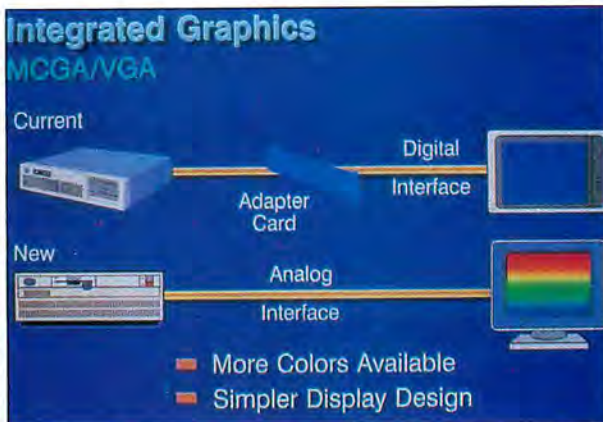 Integrated Graphics
MCGA/VGA
Current
Digital
Interface
Adapter
Card
New
Analog
Interface
More Colors Available
Simpler Display Design